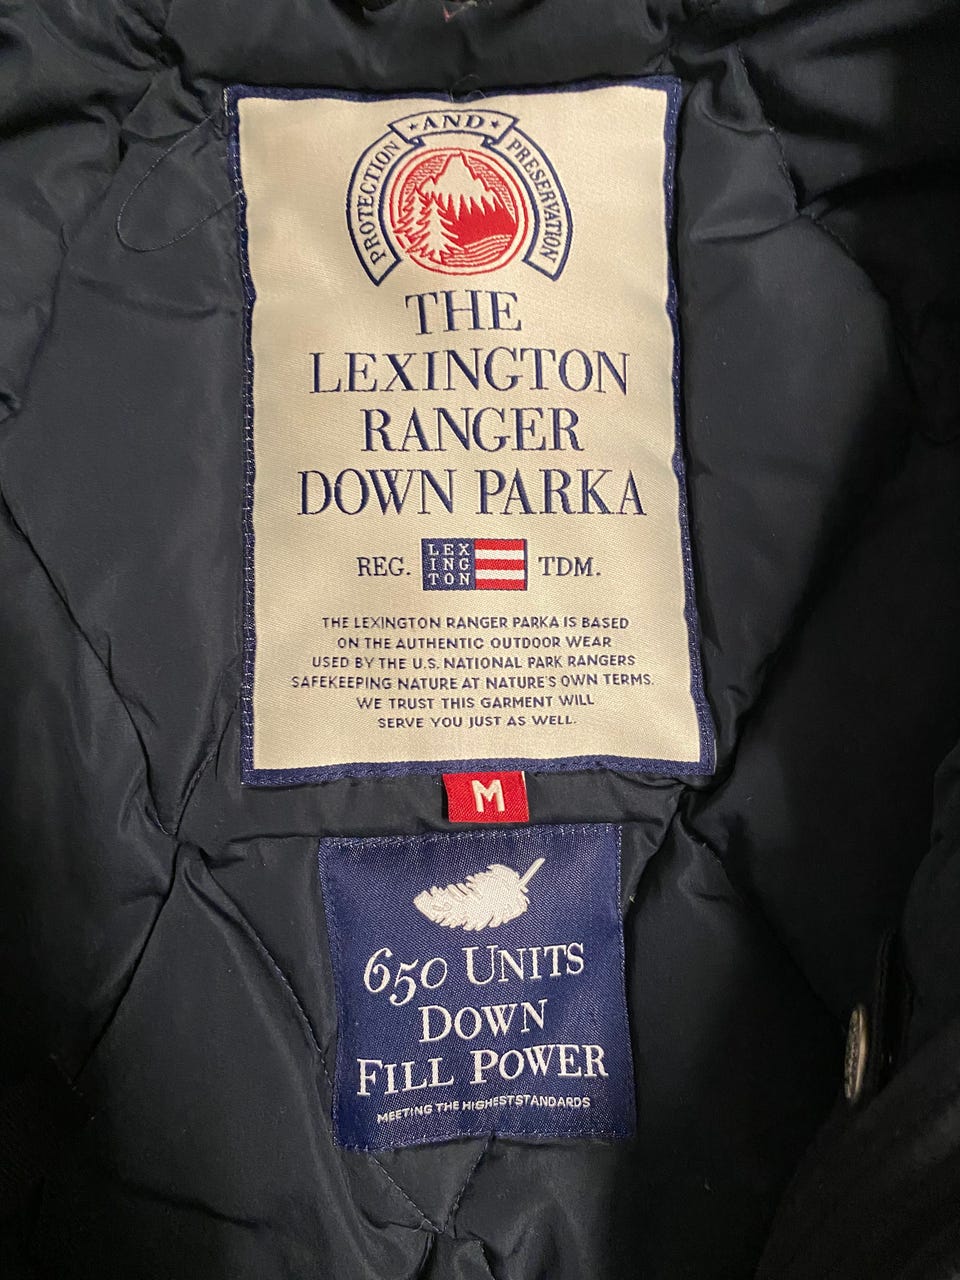 PROTECTION ★ AND ★ PRESERVATION
THE
LEXINGTON
RANGER
DOWN PARKA
REG. LEX TDM.
ING
TON
THE LEXINGTON RANGER PARKA IS BASED
ON THE AUTHENTIC OUTDOOR WEAR
USED BY THE U.S. NATIONAL PARK RANGERS
SAFEKEEPING NATURE AT NATURE'S OWN TERMS.
WE TRUST THIS GARMENT WILL
SERVE YOU JUST AS WELL.
M
650 UNITS
DOWN
FILL POWER
MEETING THE HIGHEST STANDARDS